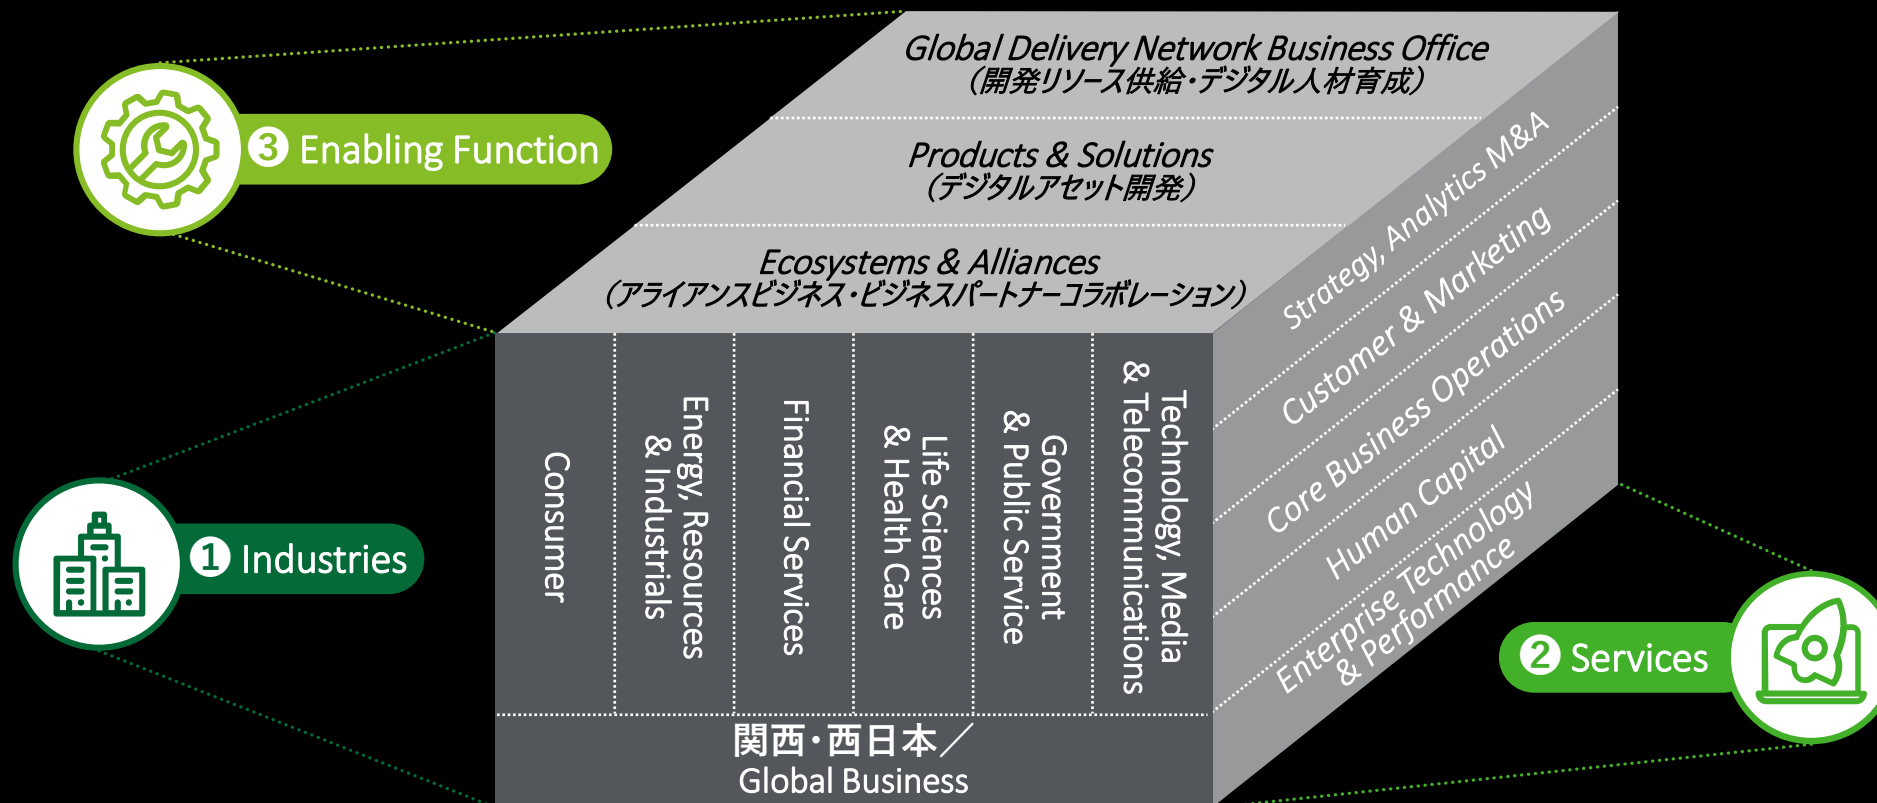 Global Delivery Network Business Office
（開発リソース供給・デジタル人材育成）
❸ Enabling Function
Products & Solutions
（デジタルアセット開発）
Ecosystems & Alliances
（アライアンスビジネス・ビジネスパートナーコラボレーション）
❶ Industries
Consumer
Energy, Resources
& Industrials
Financial Services
Life Sciences
& Health Care
Government
& Public Service
Technology, Media
& Telecommunications
関西・西日本／
Global Business
Strategy, Analytics M&A
Customer & Marketing
Core Business Operations
Human Capital
Enterprise Technology
& Performance
❷ Services